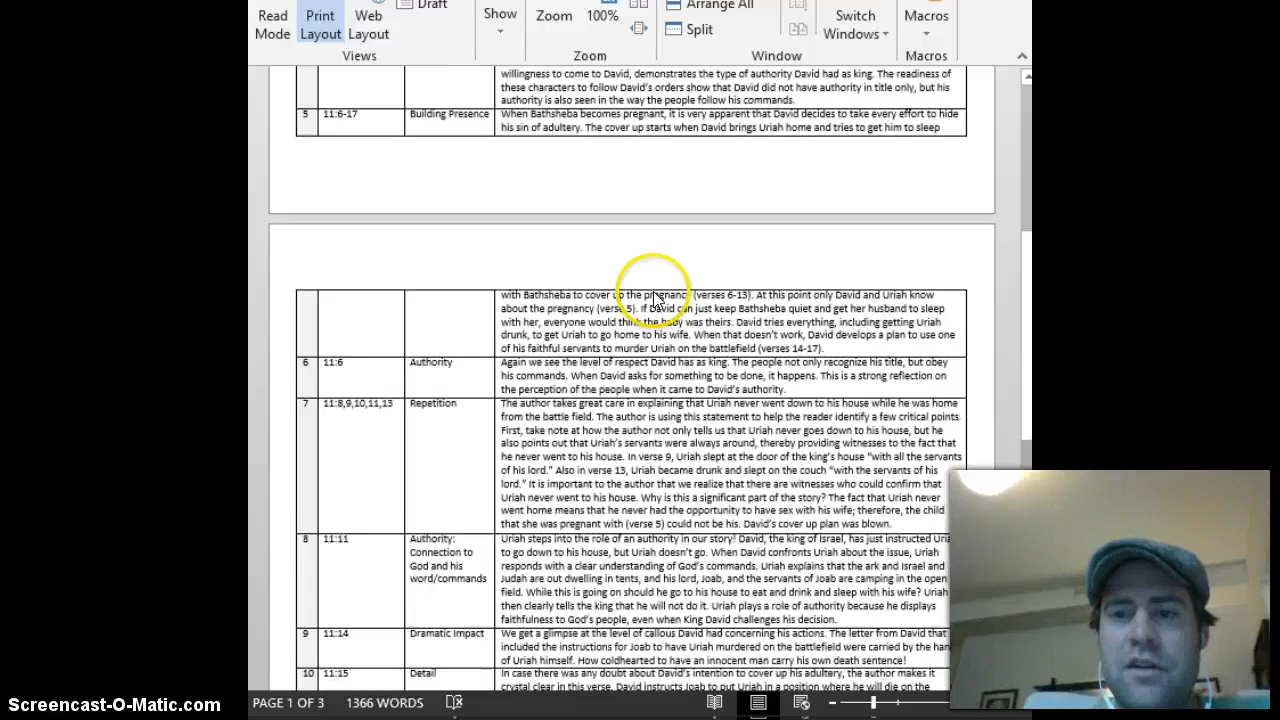 Draft
Read
Mode
Print
Layout
Web
Layout
Show
Zoom
100%
Arrange All
Split
Switch
Windows
Macros
Views
Zoom
Window
Macros
willingness to come to David, demonstrates the type of authority David had as king. The readiness of
these characters to follow David's orders show that David did not have authority in title only, but his
authority is also seen in the way the people follow his commands.
5 11:6-17 Building Presence When Bathsheba becomes pregnant, it is very apparent that David decides to take every effort to hide
his sin of adultery. The cover up starts when David brings Uriah home and tries to get him to sleep
with Bathsheba to cover up the pregnancy (verses 6-13). At this point only David and Uriah know
about the pregnancy (verse 5). If David can just keep Bathsheba quiet and get her husband to sleep
with her, everyone would think the baby was theirs. David tries everything, including getting Uriah
drunk, to get Uriah to go home to his wife. When that doesn't work, David develops a plan to use one
of his faithful servants to murder Uriah on the battlefield (verses 14-17).
6 11:6 Authority Again we see the level of respect David has as king. The people not only recognize his title, but obey
his commands. When David asks for something to be done, it happens. This is a strong reflection on
the perception of the people when it came to David's authority.
7 11:8,9,10,11,13 Repetition The author takes great care in explaining that Uriah never went down to his house while he was home
from the battle field. The author is using this statement to help the reader identify a few critical points.
First, take note at how the author not only tells us that Uriah never goes down to his house, but he
also points out that Uriah's servants were always around, thereby providing witnesses to the fact that
he never went to his house. In verse 9, Uriah slept at the door of the king's house "with all the servants
of his lord." Also in verse 13, Uriah became drunk and slept on the couch "with the servants of his
lord." It is important to the author that we realize that there are witnesses who could confirm that
Uriah never went to his house. Why is this a significant part of the story? The fact that Uriah never
went home means that he never had the opportunity to have sex with his wife; therefore, the child
that she was pregnant with (verse 5) could not be his. David's cover up plan was blown.
8 11:11 Authority: Uriah steps into the role of an authority in our story! David, the king of Israel, has just instructed Uria
Connection to to go down to his house, but Uriah doesn't go. When David confronts Uriah about the issue, Uriah
God and his responds with a clear understanding of God's commands. Uriah explains that the ark and Israel and
word/commands Judah are out dwelling in tents, and his lord, Joab, and the servants of Joab are camping in the open
field. While this is going on should he go to his house to eat and drink and sleep with his wife? Uriah
then clearly tells the king that he will not do it. Uriah plays a role of authority because he displays
faithfulness to God's people, even when King David challenges his decision.
9 11:14 Dramatic Impact We get a glimpse at the level of callous David had concerning his actions. The letter from David that
included the instructions for Joab to have Uriah murdered on the battlefield were carried by the han
of Uriah himself. How coldhearted to have an innocent man carry his own death sentence!
10 11:15 Detail In case there was any doubt about David's intention to cover up his adultery, the author makes it
crystal clear in this verse. David instructs Joab to put Uriah in a position where he will die on the
PAGE 1 OF 3 1366 WORDS
Screencast-O-Matic.com